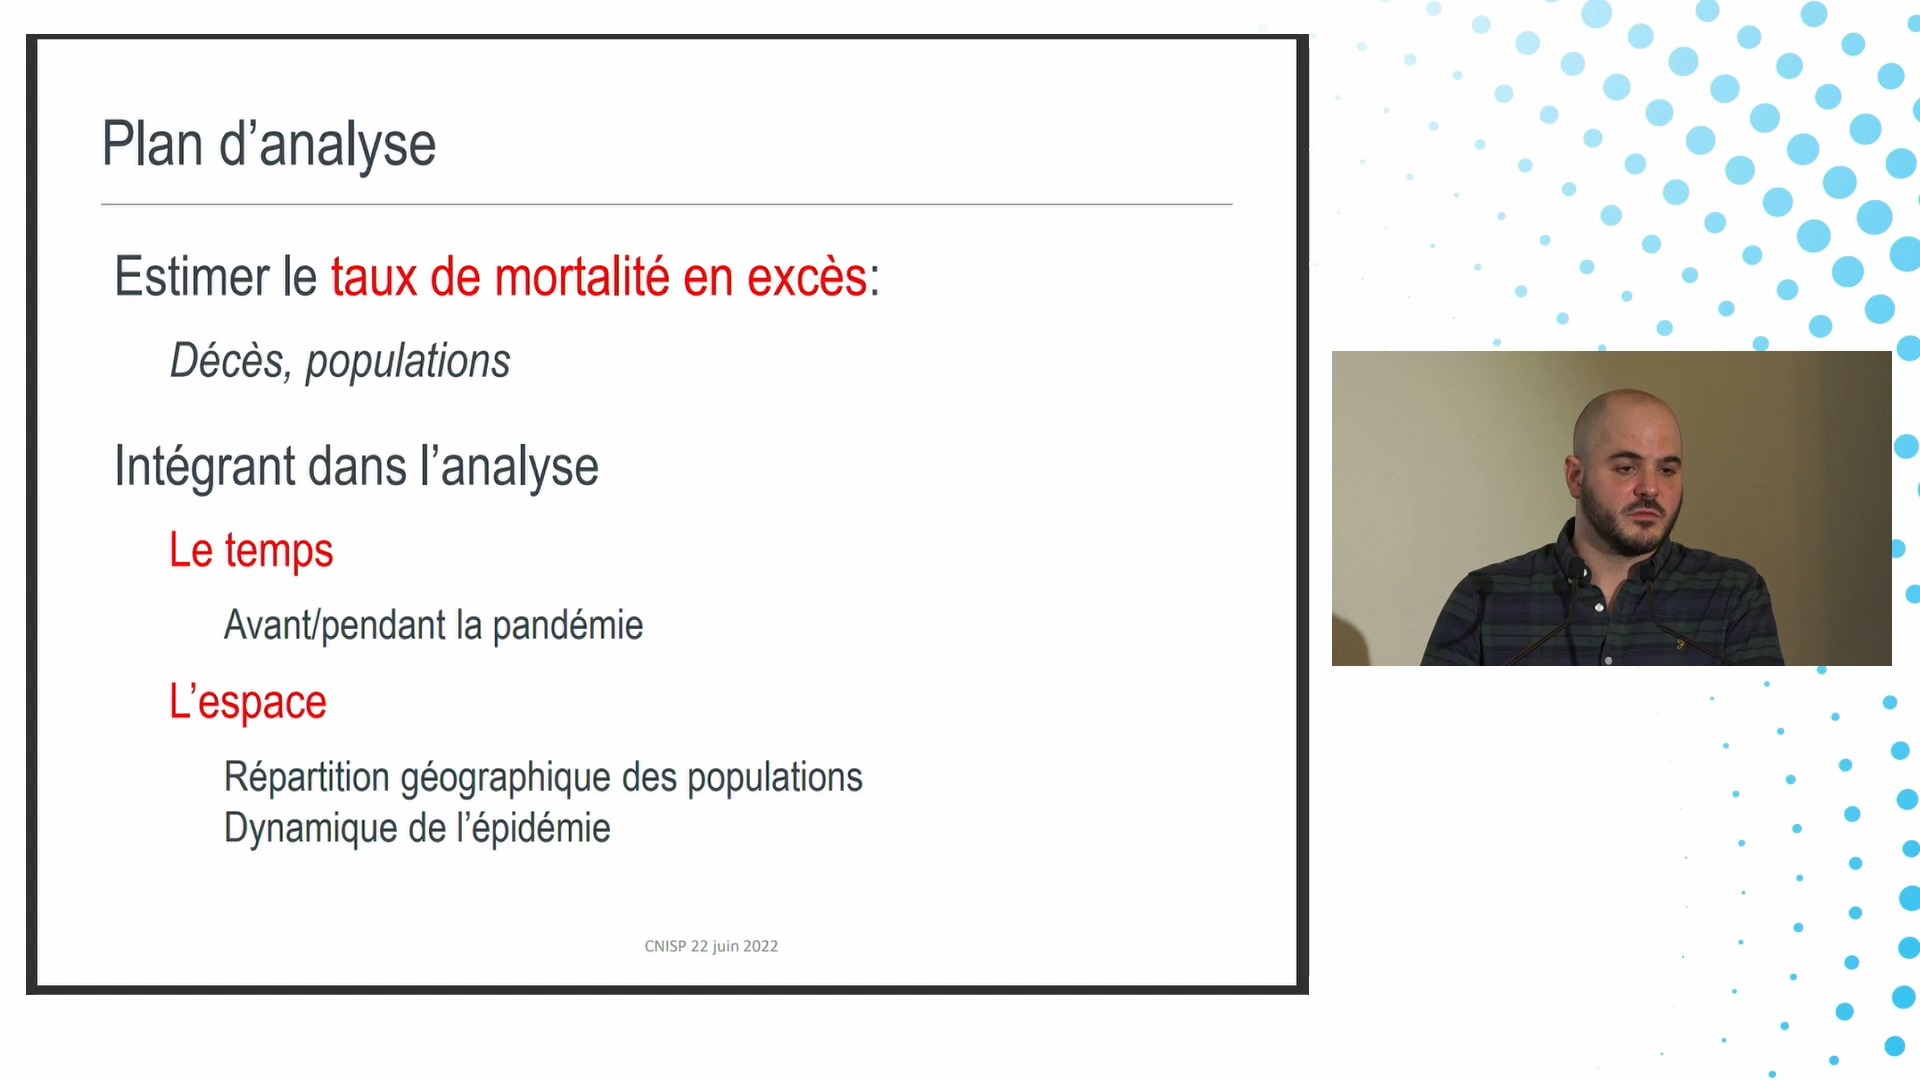 Plan d’analyse
Estimer le taux de mortalité en excès:
Décès, populations
Intégrant dans l’analyse
Le temps
Avant/pendant la pandémie
L’espace
Répartition géographique des populations
Dynamique de l’épidémie
CNISP 22 juin 2022